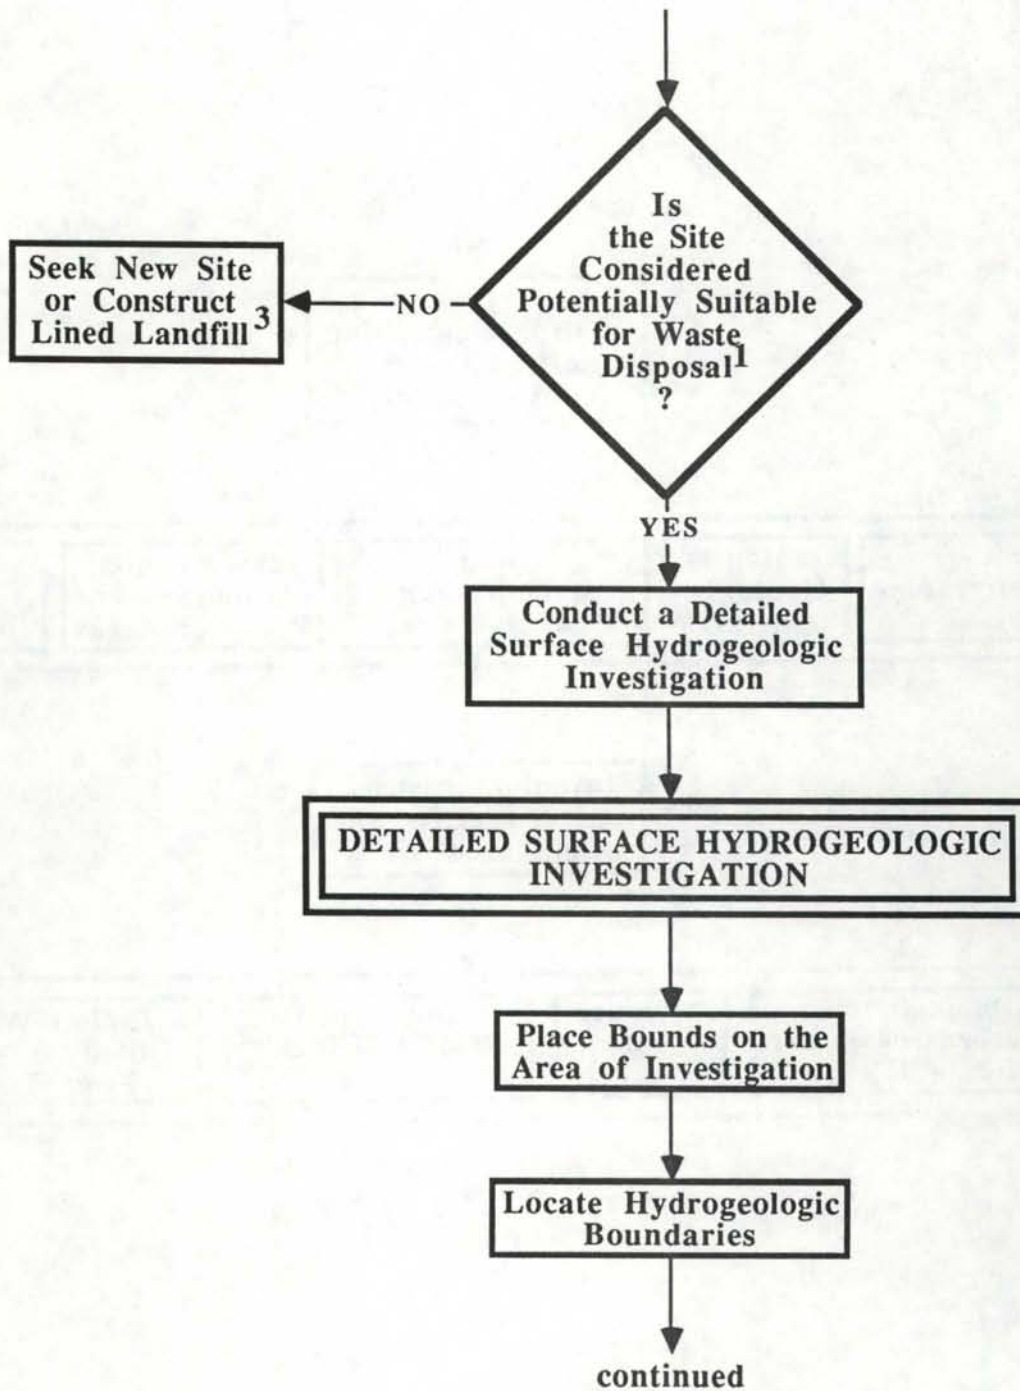 Is
the Site
Considered
Potentially Suitable
for Waste
Disposal1
?
NO
Seek New Site
or Construct
Lined Landfill3
YES
Conduct a Detailed
Surface Hydrogeologic
Investigation
DETAILED SURFACE HYDROGEOLOGIC
INVESTIGATION
Place Bounds on the
Area of Investigation
Locate Hydrogeologic
Boundaries
continued